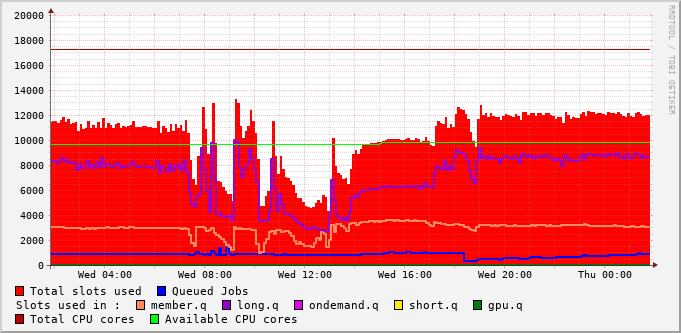 20000
18000
16000
14000
12000
10000
8000
6000
4000
2000
0
Wed 04:00 Wed 08:00 Wed 12:00 Wed 16:00 Wed 20:00 Thu 00:00
RRDTOOL / TOBI OETIKER
Total slots used Queued Jobs
Slots used in : member.q long.q ondemand.q short.q gpu.q
Total CPU cores Available CPU cores